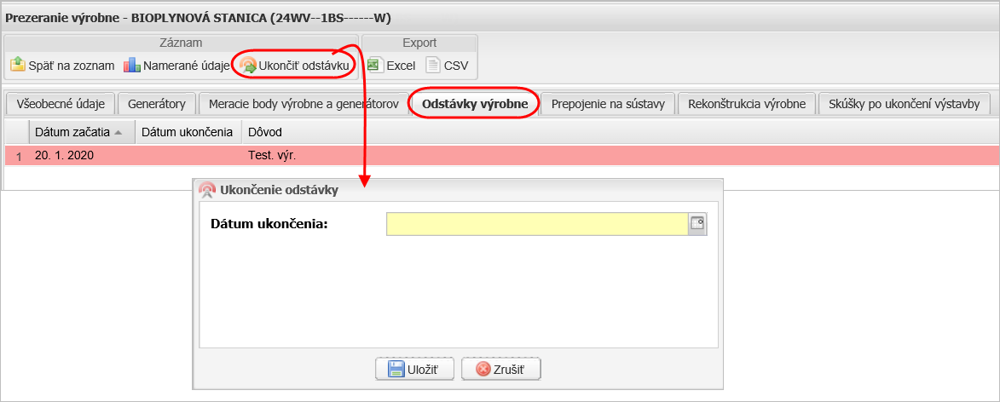 Prezeranie výrobne - BIOPLYNOVÁ STANICA (24WV--1BS------W)
Záznam Export
Späť na zoznam Namerané údaje Ukončiť odstávku Excel CSV
Všeobecné údaje Generátory Meracie body výrobne a generátorov Odstávky výrobne Prepojenie na sústavy Rekonštrukcia výrobne Skúšky po ukončení výstavby
Dátum začatia Dátum ukončenia Dôvod
1 20. 1. 2020 Test. výr.
Ukončenie odstávky
Dátum ukončenia:
Uložiť Zrušiť